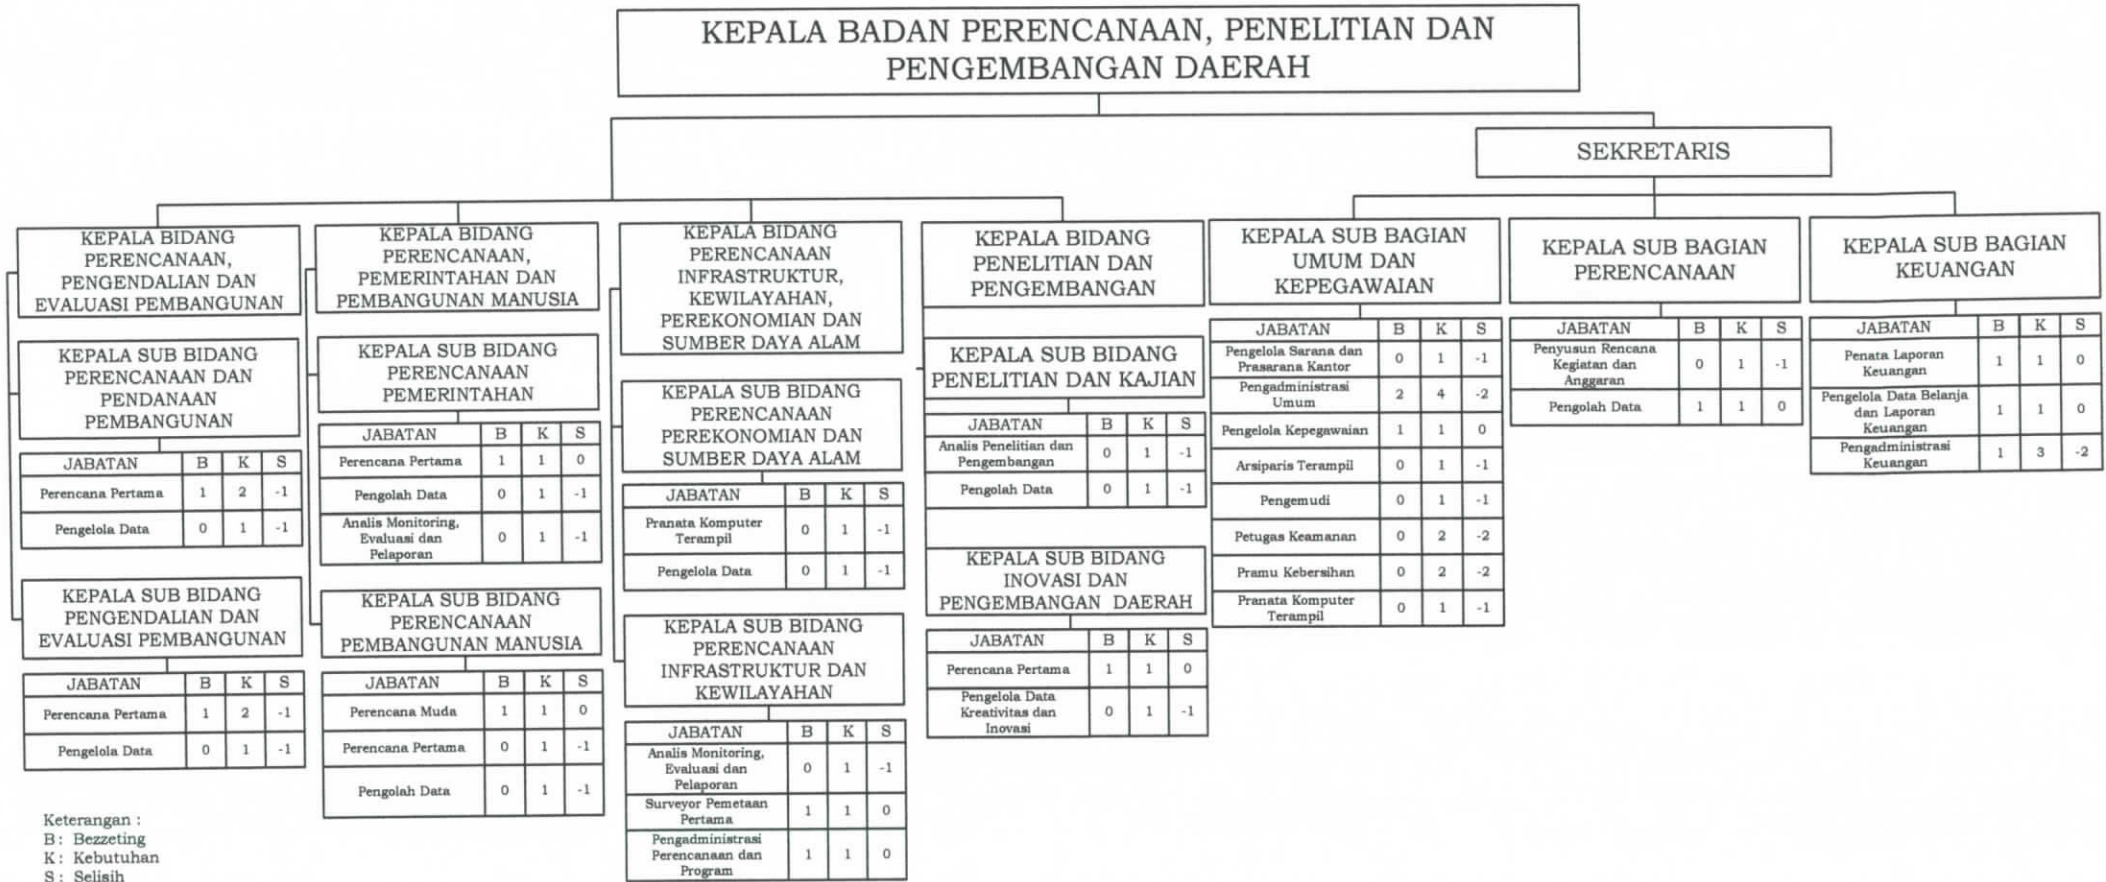 KEPALA BADAN PERENCANAAN, PENELITIAN DAN
PENGEMBANGAN DAERAH
SEKRETARIS
KEPALA BIDANG
PERENCANAAN,
PENGENDALIAN DAN
EVALUASI PEMBANGUNAN
KEPALA SUB BIDANG
PERENCANAAN DAN
PENDANAAN
PEMBANGUNAN
JABATAN B K S
Perencana Pertama 1 2 -1
Pengelola Data 0 1 -1
KEPALA SUB BIDANG
PENGENDALIAN DAN
EVALUASI PEMBANGUNAN
JABATAN B K S
Perencana Pertama 1 2 -1
Pengelola Data 0 1 -1
KEPALA BIDANG
PERENCANAAN,
PEMERINTAHAN DAN
PEMBANGUNAN MANUSIA
KEPALA SUB BIDANG
PERENCANAAN
PEMERINTAHAN
JABATAN B K S
Perencana Pertama 1 1 0
Pengolah Data 0 1 -1
Analis Monitoring,
Evaluasi dan
Pelaporan 0 1 -1
KEPALA SUB BIDANG
PERENCANAAN
PEMBANGUNAN MANUSIA
JABATAN B K S
Perencana Muda 1 1 0
Perencana Pertama 0 1 -1
Pengolah Data 0 1 -1
KEPALA BIDANG
PERENCANAAN
INFRASTRUKTUR,
KEWILAYAHAN,
PEREKONOMIAN DAN
SUMBER DAYA ALAM
KEPALA SUB BIDANG
PERENCANAAN
PEREKONOMIAN DAN
SUMBER DAYA ALAM
JABATAN B K S
Pranata Komputer
Terampil 0 1 -1
Pengelola Data 0 1 -1
KEPALA SUB BIDANG
PERENCANAAN
INFRASTRUKTUR DAN
KEWILAYAHAN
JABATAN B K S
Analis Monitoring,
Evaluasi dan
Pelaporan 0 1 -1
Surveyor Pemetaan
Pertama 1 1 0
Pengadministrasi
Perencanaan dan
Program 1 1 0
KEPALA BIDANG
PENELITIAN DAN
PENGEMBANGAN
KEPALA SUB BIDANG
PENELITIAN DAN KAJIAN
JABATAN B K S
Analis Penelitian dan
Pengembangan 0 1 -1
Pengolah Data 0 1 -1
KEPALA SUB BIDANG
INOVASI DAN
PENGEMBANGAN DAERAH
JABATAN B K S
Perencana Pertama 1 1 0
Pengelola Data
Kreativitas dan
Inovasi 0 1 -1
KEPALA SUB BAGIAN
UMUM DAN
KEPEGAWAIAN
JABATAN B K S
Pengelola Sarana dan
Prasarana Kantor 0 1 -1
Pengadministrasi
Umum 2 4 -2
Pengelola Kepegawaian 1 1 0
Arsiparis Terampil 0 1 -1
Pengemudi 0 1 -1
Petugas Keamanan 0 2 -2
Pramu Kebersihan 0 2 -2
Pranata Komputer
Terampil 0 1 -1
KEPALA SUB BAGIAN
PERENCANAAN
JABATAN B K S
Penyusun Rencana
Kegiatan dan
Anggaran 0 1 -1
Pengolah Data 1 1 0
KEPALA SUB BAGIAN
KEUANGAN
JABATAN B K S
Penata Laporan
Keuangan 1 1 0
Pengelola Data Belanja
dan Laporan
Keuangan 1 1 0
Pengadministrasi
Keuangan 1 3 -2
Keterangan :
B : Bezzeting
K : Kebutuhan
S : Selisih